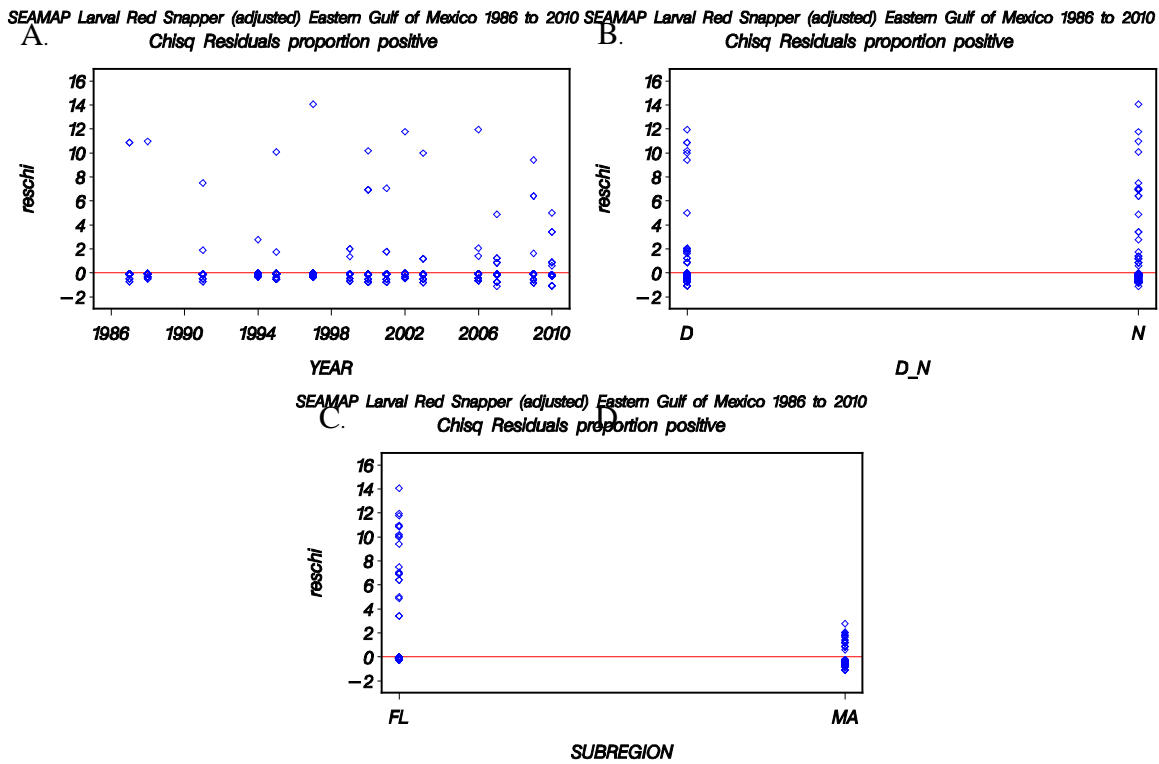 SEAMAP Larval Red Snapper (adjusted) Eastern Gulf of Mexico 1986 to 2010
A.
Chisq Residuals proportion positive
16
14
12
10
8
6
4
2
0
−2
reschi
1986 1990 1994 1998 2002 2006 2010
YEAR
SEAMAP Larval Red Snapper (adjusted) Eastern Gulf of Mexico 1986 to 2010
B.
Chisq Residuals proportion positive
16
14
12
10
8
6
4
2
0
−2
reschi
D N
D_N
SEAMAP Larval Red Snapper (adjusted) Eastern Gulf of Mexico 1986 to 2010
C. D.
Chisq Residuals proportion positive
16
14
12
10
8
6
4
2
0
−2
reschi
FL MA
SUBREGION